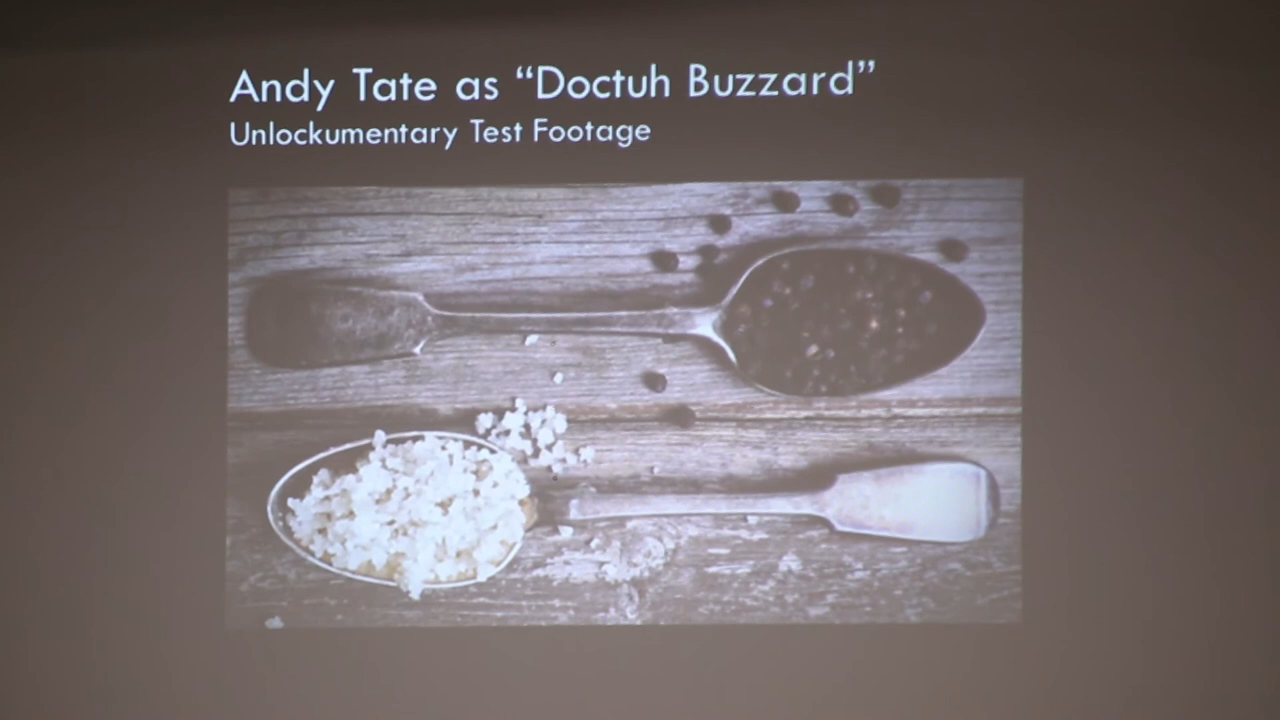 Andy Tate as “Doctuh Buzzard”
Unlockumentary Test Footage